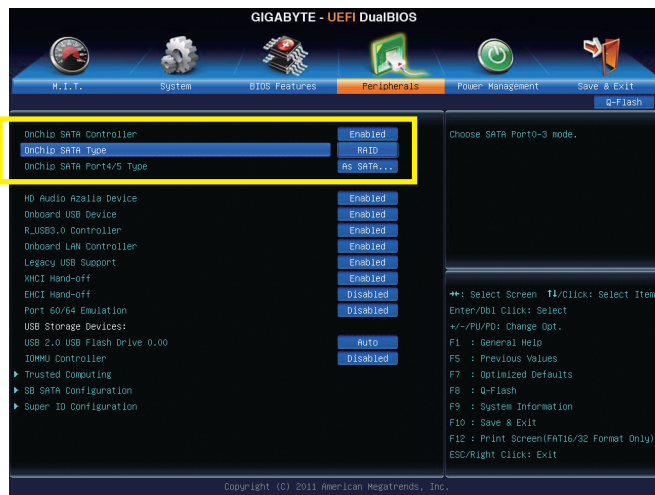 GIGABYTE - UEFI DualBIOS
M.I.T. System BIOS Features Peripherals Power Management Save & Exit
Q-Flash
OnChip SATA Controller Enabled
OnChip SATA Type RAID
OnChip SATA Port4/5 Type As SATA...
HD Audio Azalia Device Enabled
Onboard USB Device Enabled
R_USB3.0 Controller Enabled
Onboard LAN Controller Enabled
Legacy USB Support Enabled
XHCI Hand-off Enabled
EHCI Hand-off Disabled
Port 60/64 Emulation Disabled
USB Storage Devices:
USB 2.0 USB Flash Drive 0.00 Auto
IOMMU Controller Disabled
Trusted Computing
SB SATA Configuration
Super IO Configuration
Choose SATA Port0-3 mode.
→←: Select Screen ↑↓/Click: Select Item
Enter/Dbl Click: Select
+/-/PU/PD: Change Opt.
F1 : General Help
F5 : Previous Values
F7 : Optimized Defaults
F8 : Q-Flash
F9 : System Information
F10 : Save & Exit
F12 : Print Screen(FAT16/32 Format Only)
ESC/Right Click: Exit
Copyright (C) 2011 American Megatrends, Inc.